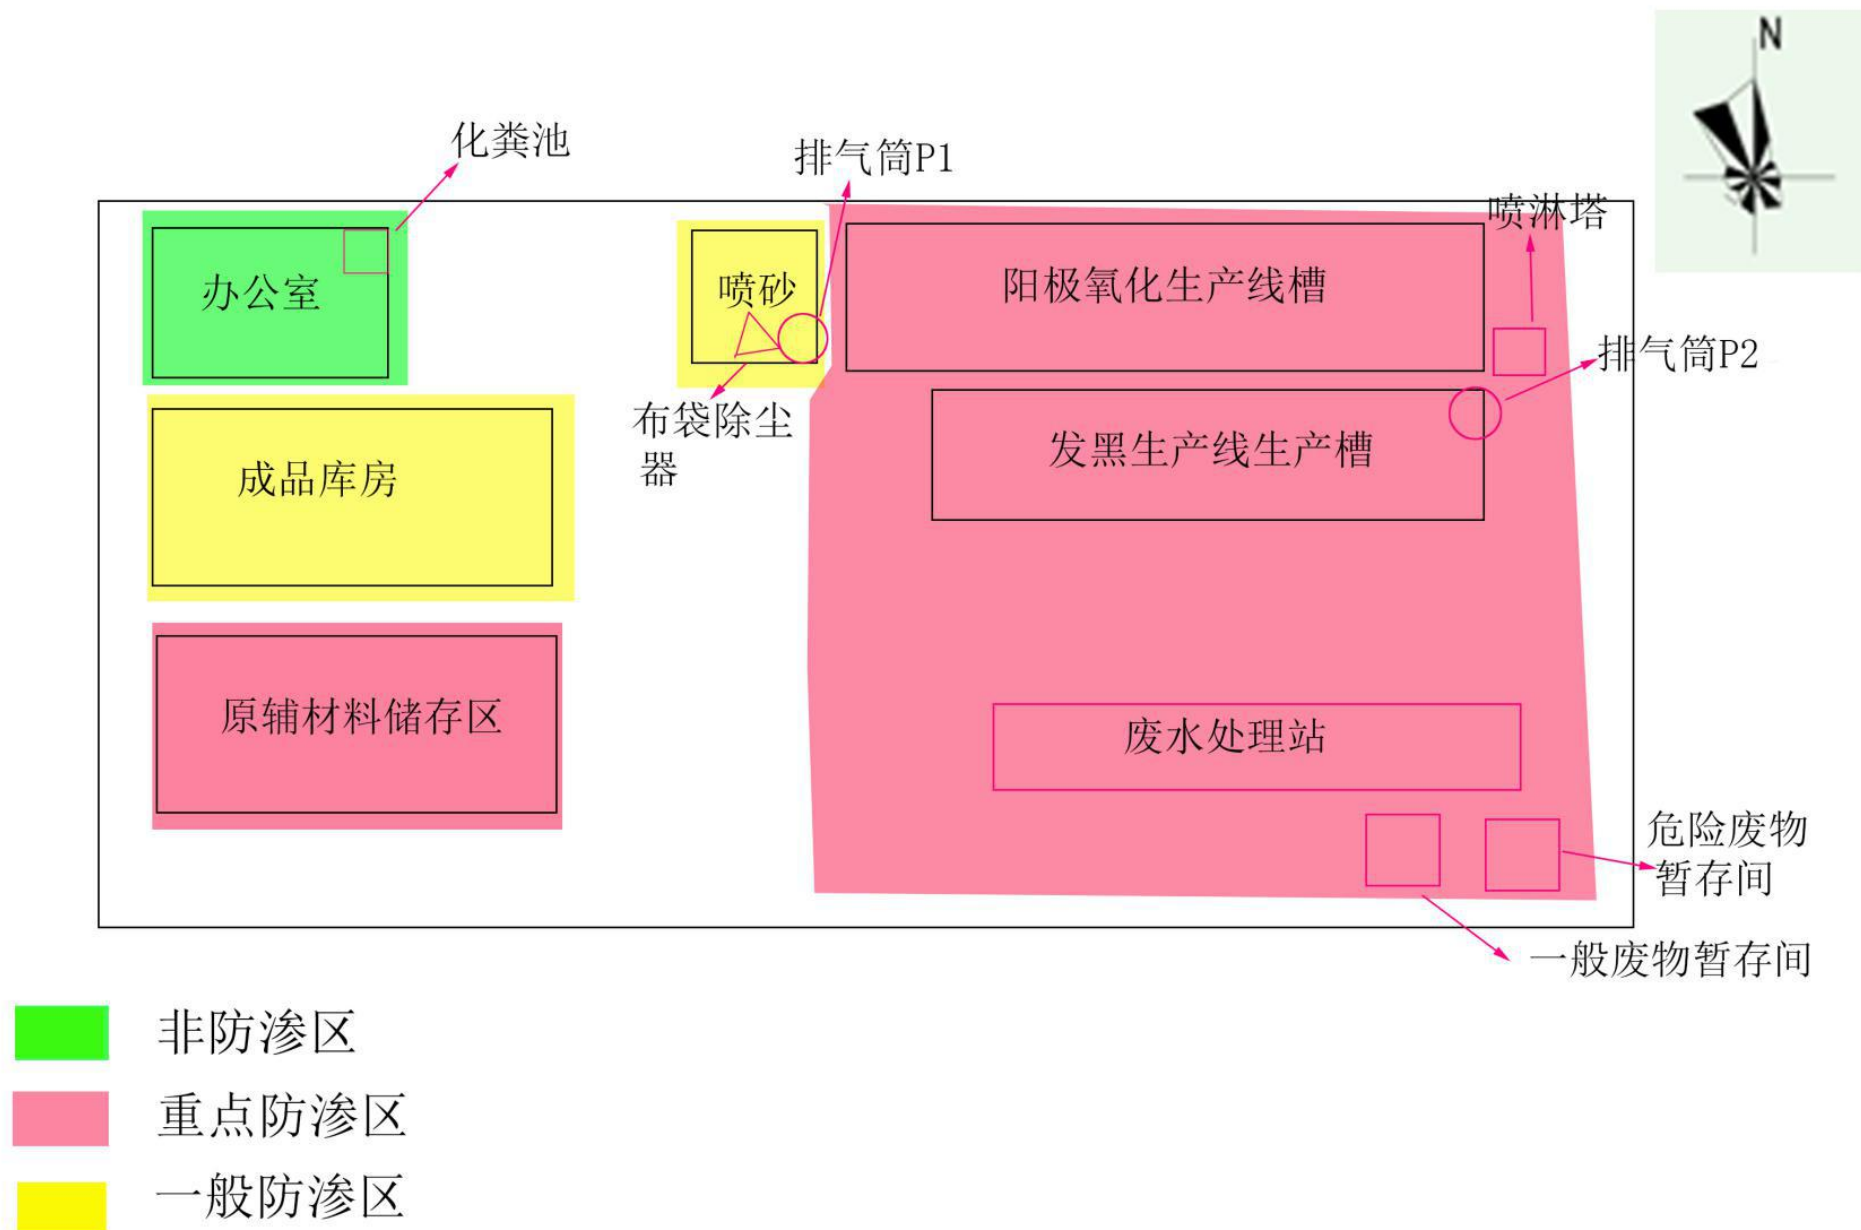 N
化粪池
排气筒P1
喷淋塔
办公室
喷砂
阳极氧化生产线槽
排气筒P2
布袋除尘
器
发黑生产线生产槽
成品库房
原辅材料储存区
废水处理站
危险废物
暂存间
一般废物暂存间
非防渗区
重点防渗区
一般防渗区